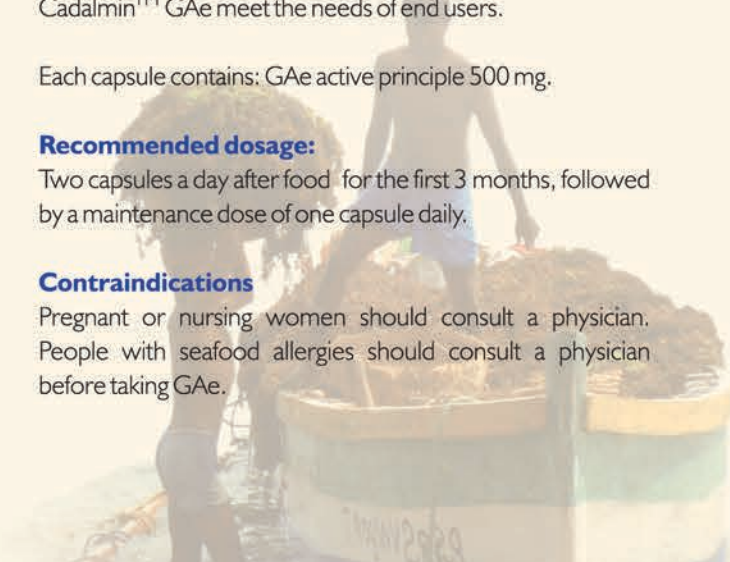 Cadalmin™ GAe meet the needs of end users.
Each capsule contains: GAe active principle 500 mg.
Recommended dosage:
Two capsules a day after food for the first 3 months, followed
by a maintenance dose of one capsule daily.
Contraindications
Pregnant or nursing women should consult a physician.
People with seafood allergies should consult a physician
before taking GAe.